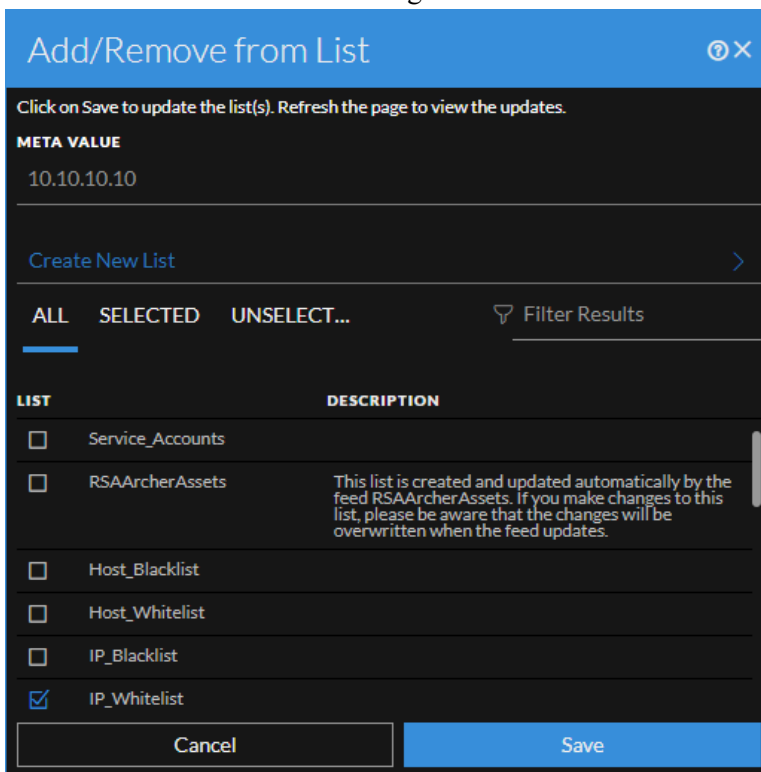 Add/Remove from List
Click on Save to update the list(s). Refresh the page to view the updates.
META VALUE
10.10.10.10
Create New List
ALL SELECTED UNSELECT... Filter Results
LIST DESCRIPTION
Service_Accounts
RSAArcherAssets This list is created and updated automatically by the
feed RSAArcherAssets. If you make changes to this
list, please be aware that the changes will be
overwritten when the feed updates.
Host_Blacklist
Host_Whitelist
IP_Blacklist
IP_Whitelist
Cancel Save